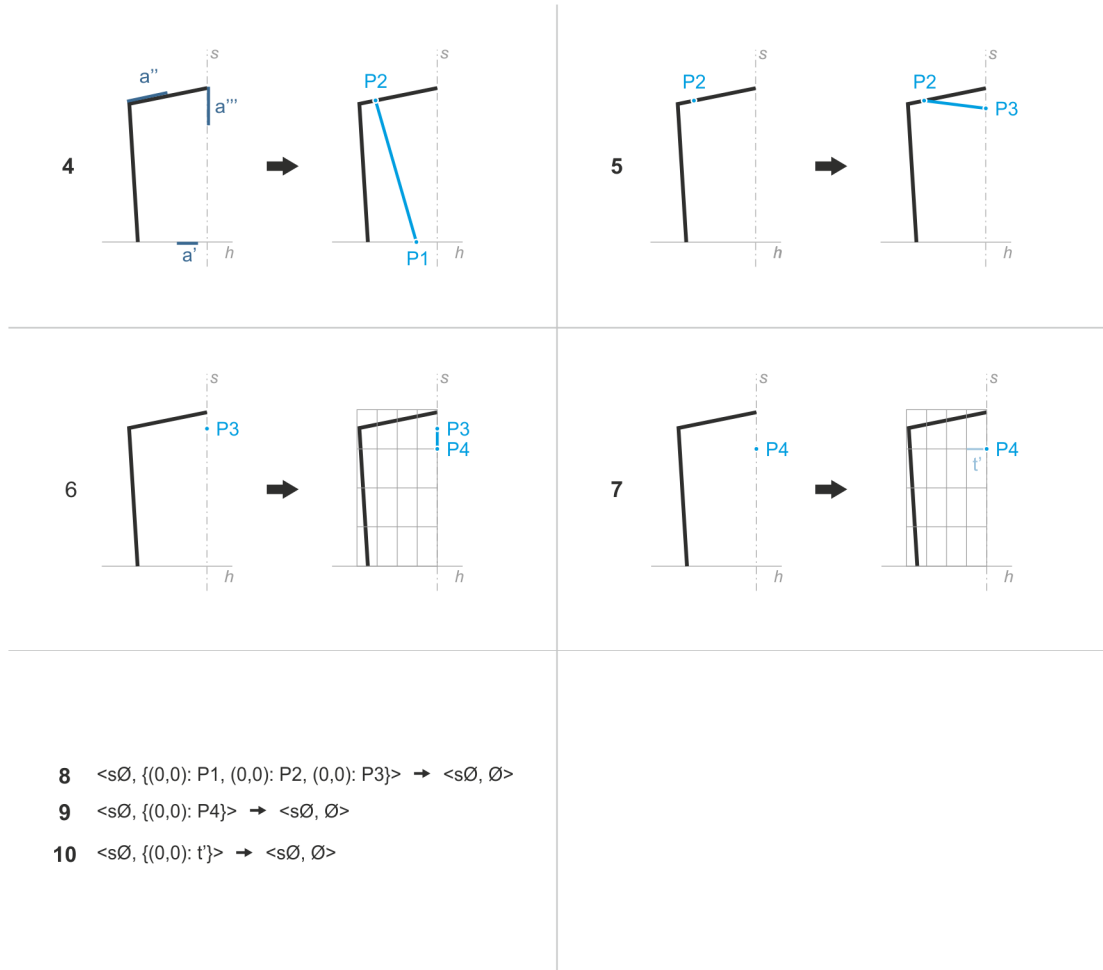 s
a''
a'''
4
a'
h
s
P2
P1
h
s
P2
5
h
s
P2
P3
h
s
P3
6
h
s
P3
P4
h
s
P4
7
h
s
P4
t'
h
8 <sØ, {(0,0): P1, (0,0): P2, (0,0): P3}> → <sØ, Ø>
9 <sØ, {(0,0): P4}> → <sØ, Ø>
10 <sØ, {(0,0): t’}> → <sØ, Ø>